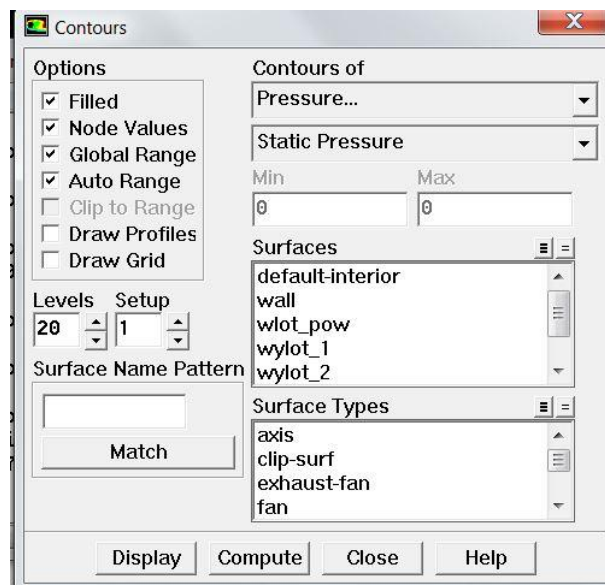 Contours
Options
Filled
Node Values
Global Range
Auto Range
Clip to Range
Draw Profiles
Draw Grid
Levels Setup
20 1
Surface Name Pattern
Match
Contours of
Pressure...
Static Pressure
Min Max
0 0
Surfaces
default-interior
wall
wlot_pow
wylot_1
wylot_2
Surface Types
axis
clip-surf
exhaust-fan
fan
Display Compute Close Help